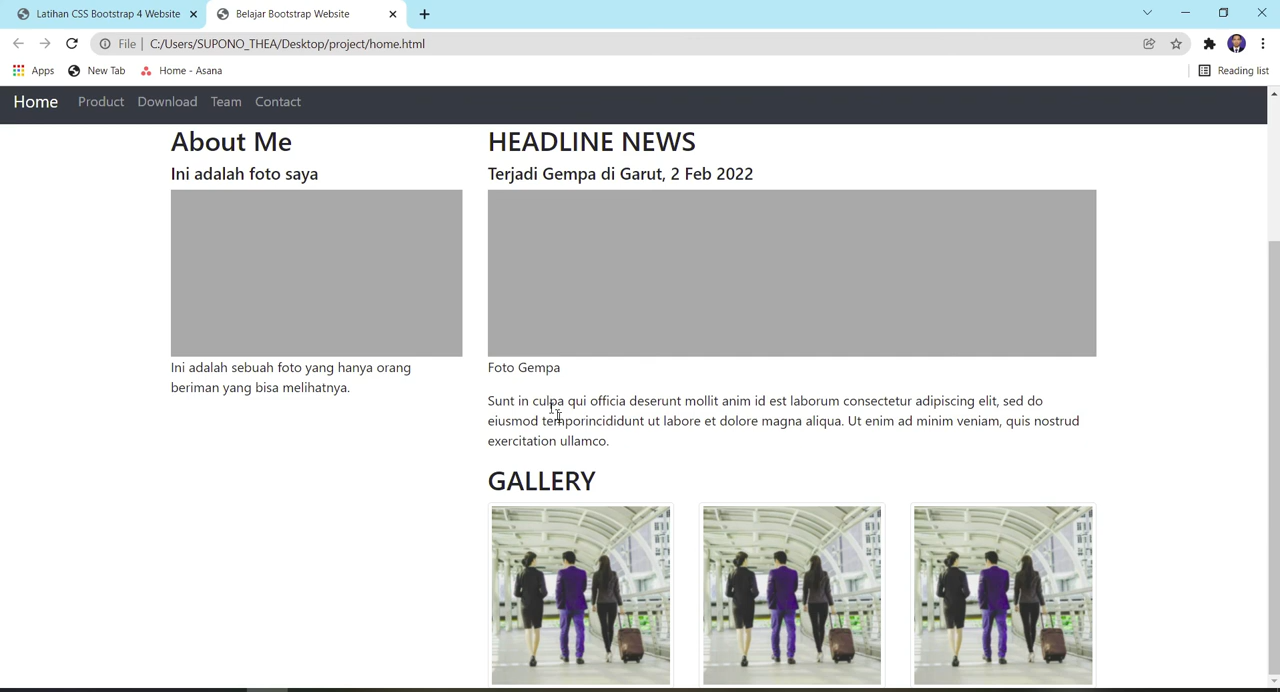 Latihan CSS Bootstrap 4 Website
Belajar Bootstrap Website
File
C:/Users/SUPONO_THEA/Desktop/project/home.html
Apps
New Tab
Home - Asana
Reading list
Home Product Download Team Contact
About Me
Ini adalah foto saya
Ini adalah sebuah foto yang hanya orang
beriman yang bisa melihatnya.
HEADLINE NEWS
Terjadi Gempa di Garut, 2 Feb 2022
Foto Gempa
Sunt in culpa qui officia deserunt mollit anim id est laborum consectetur adipiscing elit, sed do
eiusmod temporincididunt ut labore et dolore magna aliqua. Ut enim ad minim veniam, quis nostrud
exercitation ullamco.
GALLERY